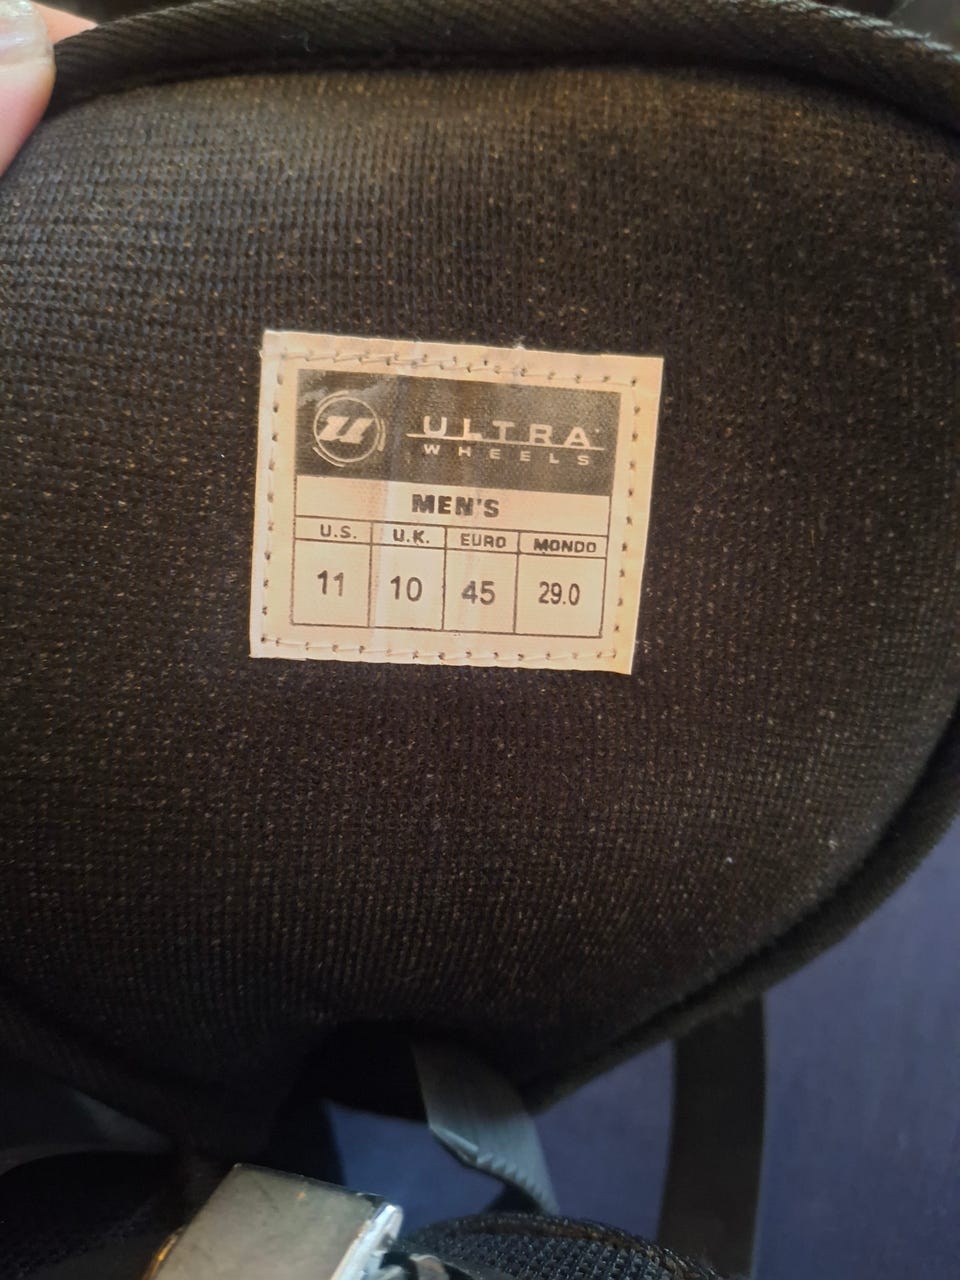 U ULTRA
WHEELS
MEN'S
U.S. U.K. EURO MONDO
11 10 45 29.0